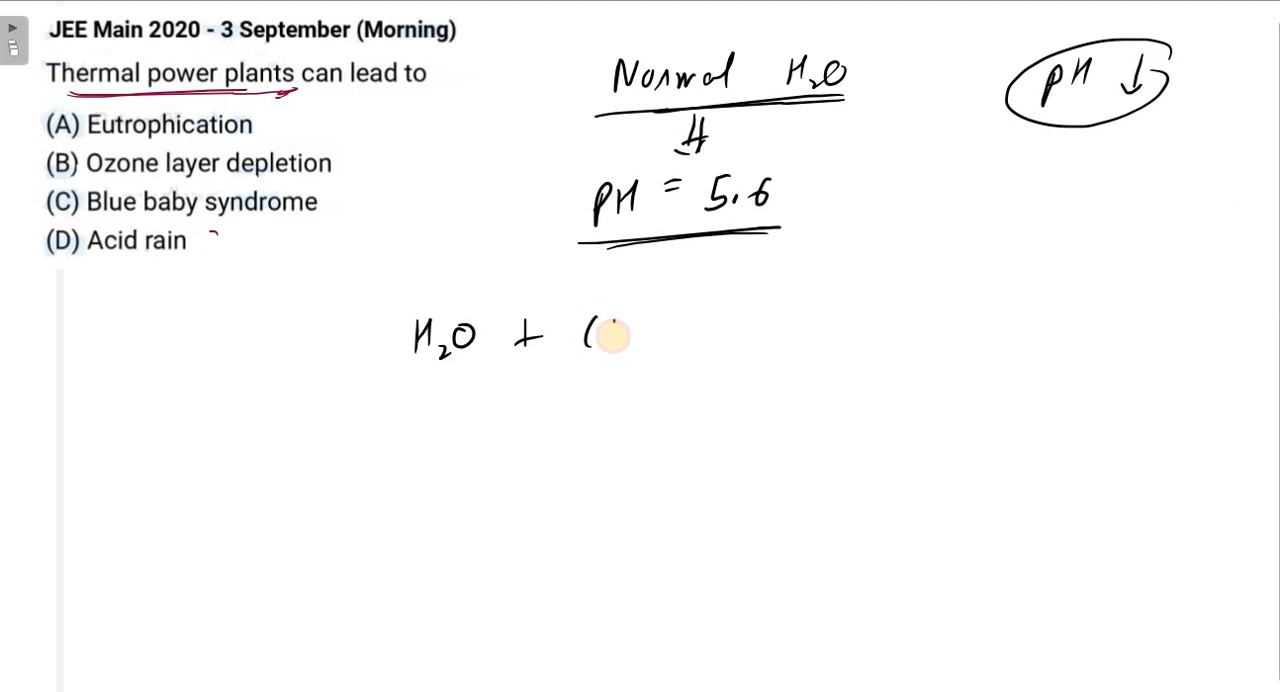 JEE Main 2020 - 3 September (Morning)
Thermal power plants can lead to
(A) Eutrophication
(B) Ozone layer depletion
(C) Blue baby syndrome
(D) Acid rain
Normal H₂O
pH = 5.6
pH ↓
H₂O + (